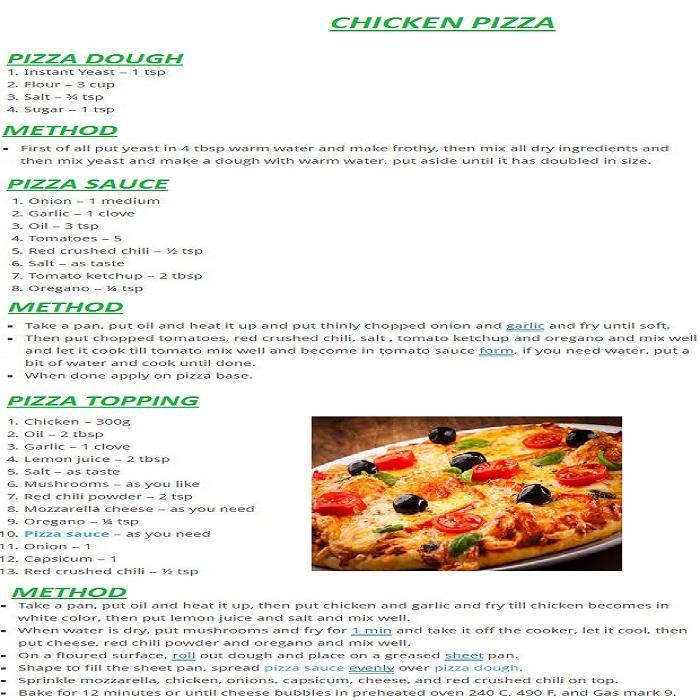 CHICKEN PIZZA
PIZZA DOUGH
1. Instant Yeast – 1 tsp
2. Flour – 3 cup
3. Salt – ¾ tsp
4. Sugar – 1 tsp
METHOD
▪ First of all put yeast in 4 tbsp warm water and make frothy, then mix all dry ingredients and
then mix yeast and make a dough with warm water, put aside until it has doubled in size.
PIZZA SAUCE
1. Onion – 1 medium
2. Garlic – 1 clove
3. Oil – 3 tsp
4. Tomatoes – 5
5. Red crushed chili – ½ tsp
6. Salt – as taste
7. Tomato ketchup – 2 tbsp
8. Oregano – ¼ tsp
METHOD
▪ Take a pan, put oil and heat it up and put thinly chopped onion and garlic and fry until soft.
▪ Then put chopped tomatoes, red crushed chili, salt , tomato ketchup and oregano and mix well
and let it cook till tomato mix well and become in tomato sauce form, if you need water, put a
bit of water and cook until done.
▪ When done apply on pizza base.
PIZZA TOPPING
1. Chicken – 300g
2. Oil – 2 tbsp
3. Garlic – 1 clove
4. Lemon juice – 2 tbsp
5. Salt – as taste
6. Mushrooms – as you like
7. Red chili powder – 2 tsp
8. Mozzarella cheese – as you need
9. Oregano – ¼ tsp
10. Pizza sauce – as you need
11. Onion – 1
12. Capsicum – 1
13. Red crushed chili – ½ tsp
METHOD
▪ Take a pan, put oil and heat it up, then put chicken and garlic and fry till chicken becomes in
white color, then put lemon juice and salt and mix well.
▪ When water is dry, put mushrooms and fry for 1 min and take it off the cooker, let it cool, then
put cheese, red chili powder and oregano and mix well.
▪ On a floured surface, roll out dough and place on a greased sheet pan.
▪ Shape to fill the sheet pan, spread pizza sauce evenly over pizza dough.
▪ Sprinkle mozzarella, chicken, onions, capsicum, cheese, and red crushed chili on top.
▪ Bake for 12 minutes or until cheese bubbles in preheated oven 240 C, 490 F, and Gas mark 9.